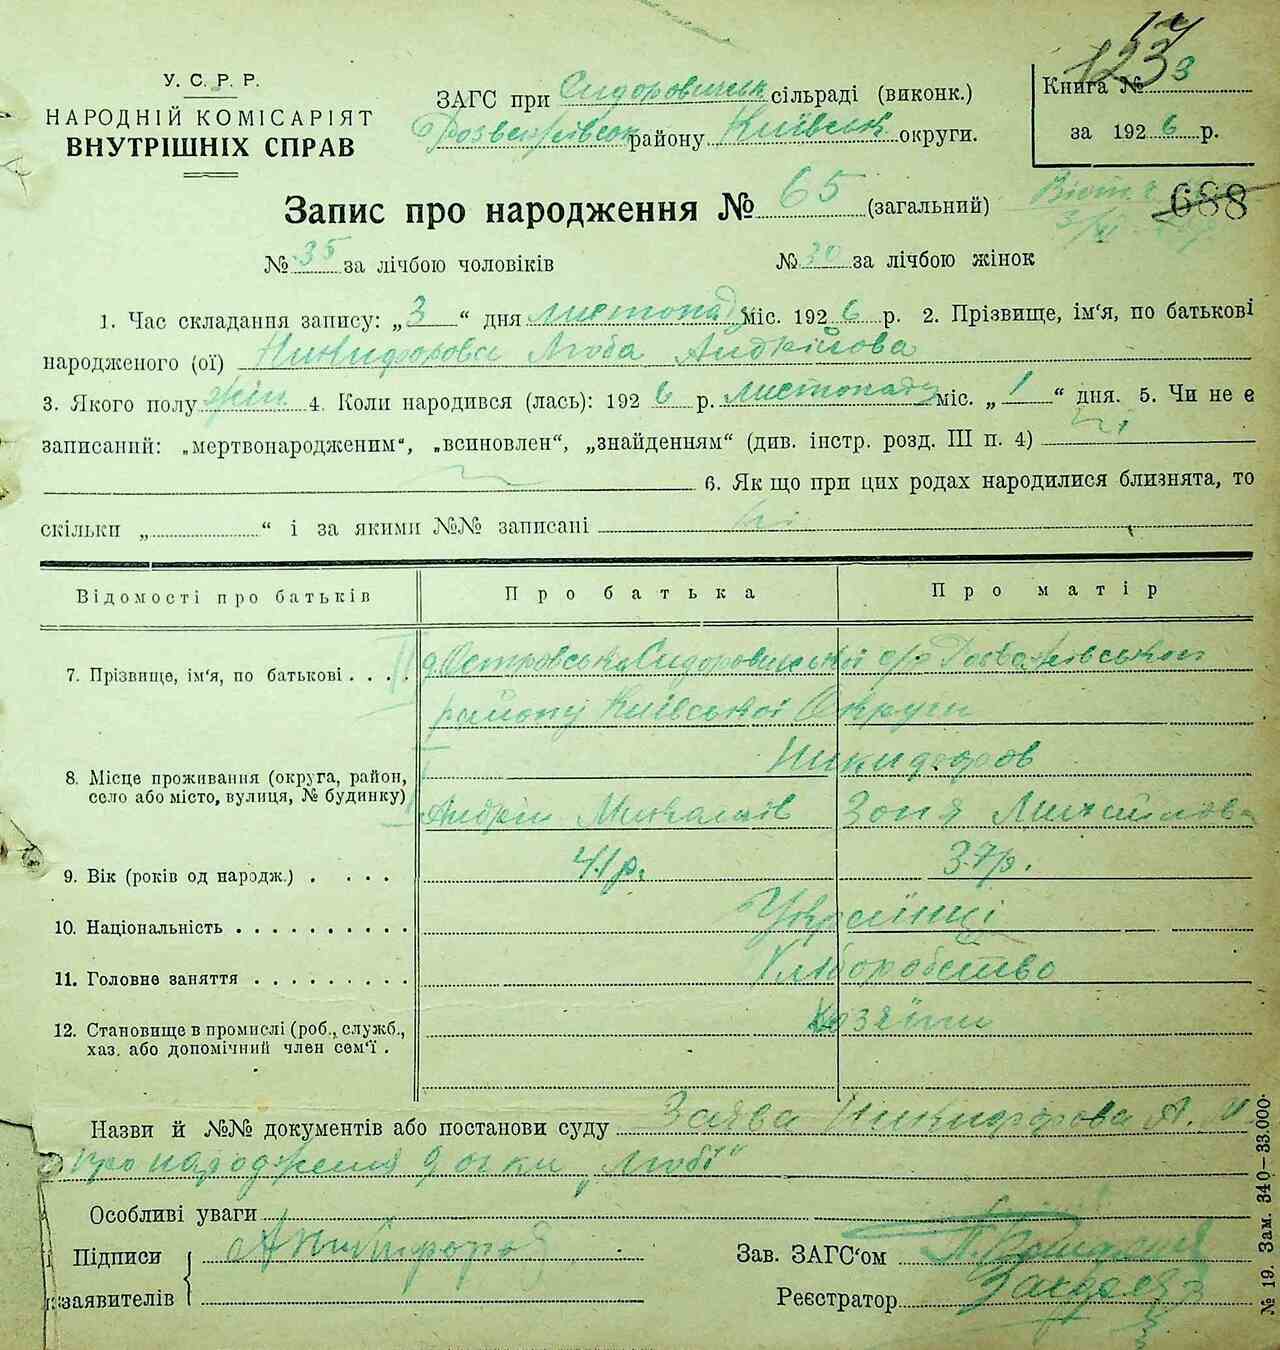 У. С. Р. Р.
НАРОДНІЙ КОМІСАРІЯТ
ВНУТРІШНІХ СПРАВ
ЗАГС при Сидоровицьк сільраді (виконк.)
Розважівськ району Київськ округи.
Книга № 3
за 1926 р.
Запис про народження № 65 (загальний)
688
№ 35 за лічбою чоловіків № 30 за лічбою жінок
1. Час складання запису: „3“ дня листопаду міс. 1926 р. 2. Прізвище, ім'я, по батькові
народженого (ої) Никифорова Люба Андрійова
3. Якого полу жін 4. Коли народився (лась): 1926 р. листопаду міс. „1“ дня. 5. Чи не є
записаний: „мертвонародженим“, „всиновлен“, „знайденням“ (див. інстр. розд. III п. 4) ні
6. Як що при цих родах народилися близнята, то
скільки „ “ і за якими №№ записані ні
Відомості про батьків Про батька Про матір
7. Прізвище, ім'я, по батькові . . . . Сидоровицької с/р Розважівського
району Київської Округи
Никифоров
8. Місце проживання (округа, район,
село або місто, вулиця, № будинку) Андрій Миколаїв Зоня Михайлова
9. Вік (років од народж.) . . . . 41 р. 37 р.
10. Національність . . . . . . . . . . Українці
11. Головне заняття . . . . . . . . . Хліборобство
12. Становище в промислі (роб., служб., Хазяїни
хаз. або допомічний член сем'ї .
Назви й №№ документів або постанови суду Заява Никифорова А. М.
про народження дочки „Любі“
Особливі уваги
Підписи А Никифоров Зав. ЗАГС'ом
заявителів Реєстратор
№ 19. Зам. 340—33.000.